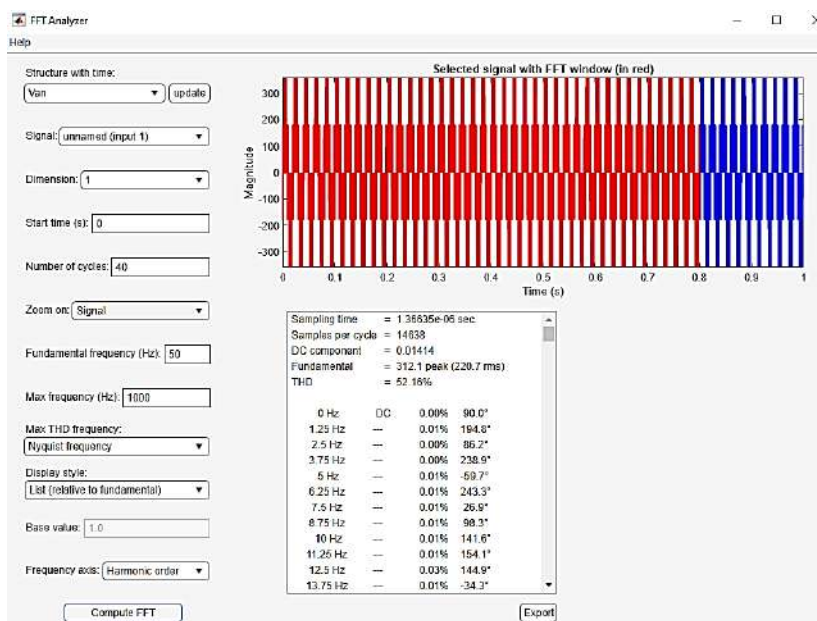 FFT Analyzer
Help
Structure with time:
Van
update
Signal: unnamed (input 1)
Dimension: 1
Start time (s): 0
Number of cycles: 40
Zoom on: Signal
Fundamental frequency (Hz): 50
Max frequency (Hz): 1000
Max THD frequency:
Nyquist frequency
Display style:
List (relative to fundamental)
Base value: 1.0
Frequency axis: Harmonic order
Compute FFT
Selected signal with FFT window (in red)
Magnitude
300
200
100
0
-100
-200
-300
0 0.1 0.2 0.3 0.4 0.5 0.6 0.7 0.8 0.9 1
Time (s)
Sampling time = 1.36635e-06 sec
Samples per cycle = 14638
DC component = 0.01414
Fundamental = 312.1 peak (220.7 rms)
THD = 52.16%
0 Hz DC 0.00% 90.0°
1.25 Hz --- 0.01% 194.8°
2.5 Hz --- 0.00% 86.2°
3.75 Hz --- 0.00% 238.9°
5 Hz --- 0.01% -59.7°
6.25 Hz --- 0.01% 243.3°
7.5 Hz --- 0.01% 26.9°
8.75 Hz --- 0.01% 98.3°
10 Hz --- 0.01% 141.6°
11.25 Hz --- 0.01% 154.1°
12.5 Hz --- 0.03% 144.9°
13.75 Hz --- 0.01% -34.3°
Export